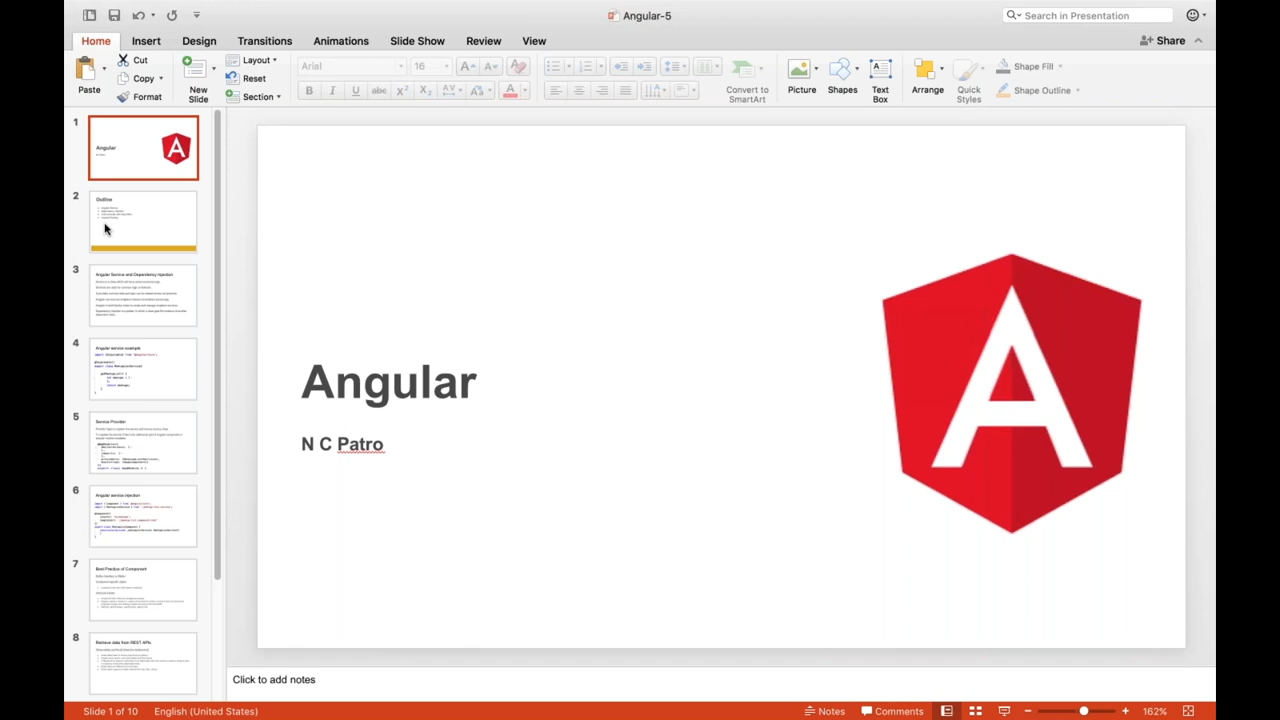 Angular-5
Search in Presentation
Home Insert Design Transitions Animations Slide Show Review View
Share
Paste
Cut
Copy
Format
New Slide
Layout
Reset
Section
Arial 16
Convert to SmartArt
Picture
Shapes
Text Box
Arrange
Quick Styles
Shape Fill
Shape Outline
1
Angular
2
Outline
3
Angular Service and Dependency Injection
4
Angular service example
5
Service Provider
6
Angular service injection
7
Best Practice of Component
8
Retrieve data from REST APIs
Angular
N C Patro
Click to add notes
Slide 1 of 10 English (United States)
Notes Comments 162%